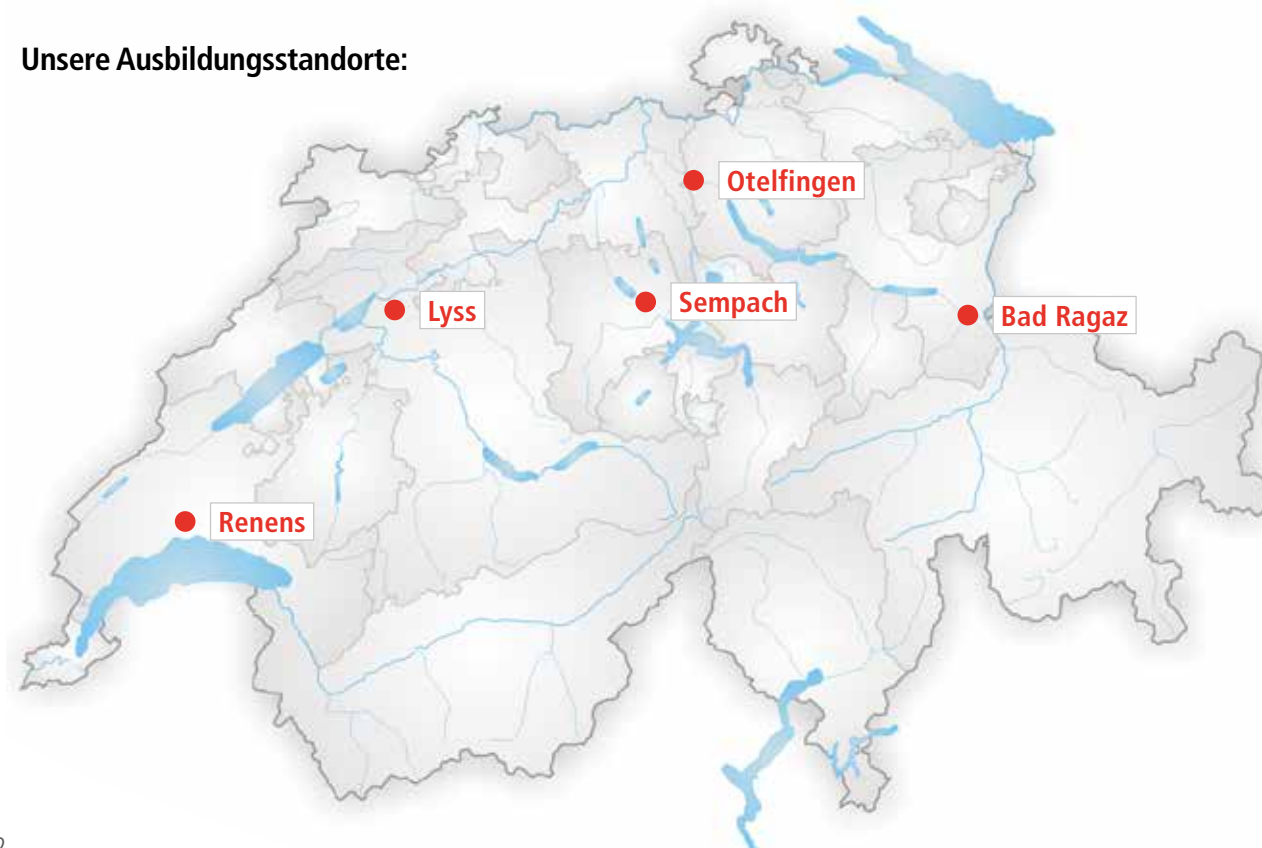 Unsere Ausbildungsstandorte:
Otelfingen
Sempach
Lyss
Bad Ragaz
Renens